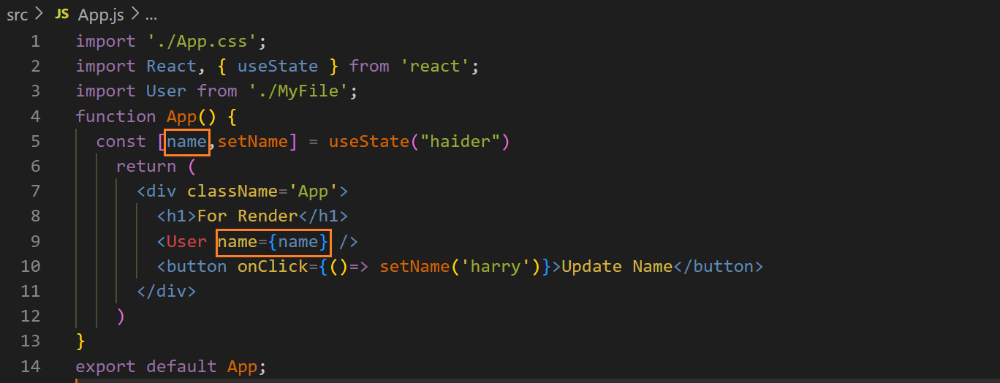 src > JS App.js > ...
1 import './App.css';
2 import React, { useState } from 'react';
3 import User from './MyFile';
4 function App() {
5   const [name,setName] = useState("haider")
6     return (
7       <div className='App'>
8         <h1>For Render</h1>
9         <User name={name} />
10         <button onClick={()=> setName('harry')}>Update Name</button>
11       </div>
12     )
13 }
14 export default App;